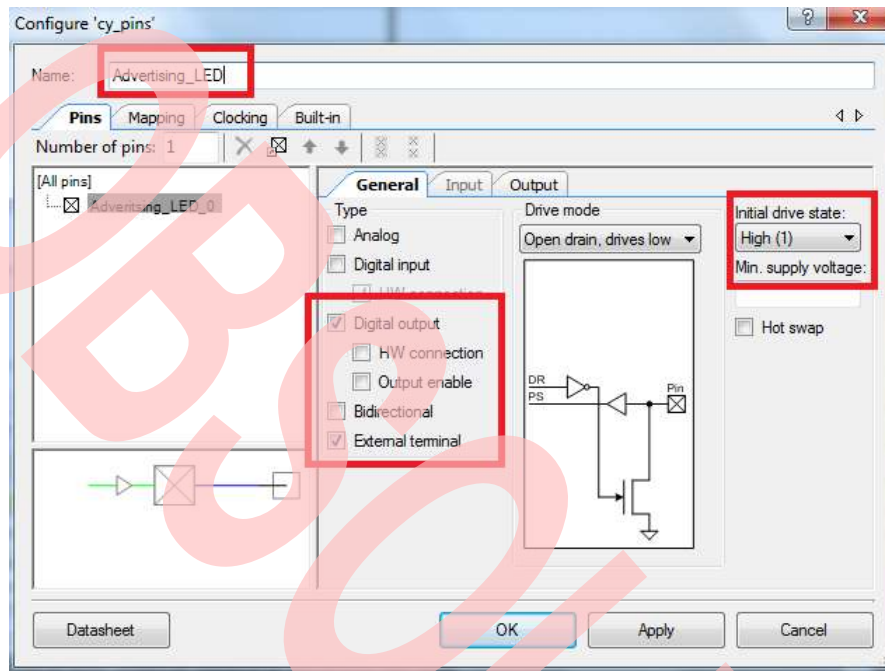 Configure 'cy_pins'
Name: Advertising_LED
Pins Mapping Clocking Built-in
Number of pins: 1
[All pins]
Advertising_LED_0
General Input Output
Type
Analog
Digital input
HW connection
Digital output
HW connection
Output enable
Bidirectional
External terminal
Drive mode
Open drain, drives low
DR
PS
Pin
Initial drive state:
High (1)
Min. supply voltage:
Hot swap
Datasheet OK Apply Cancel